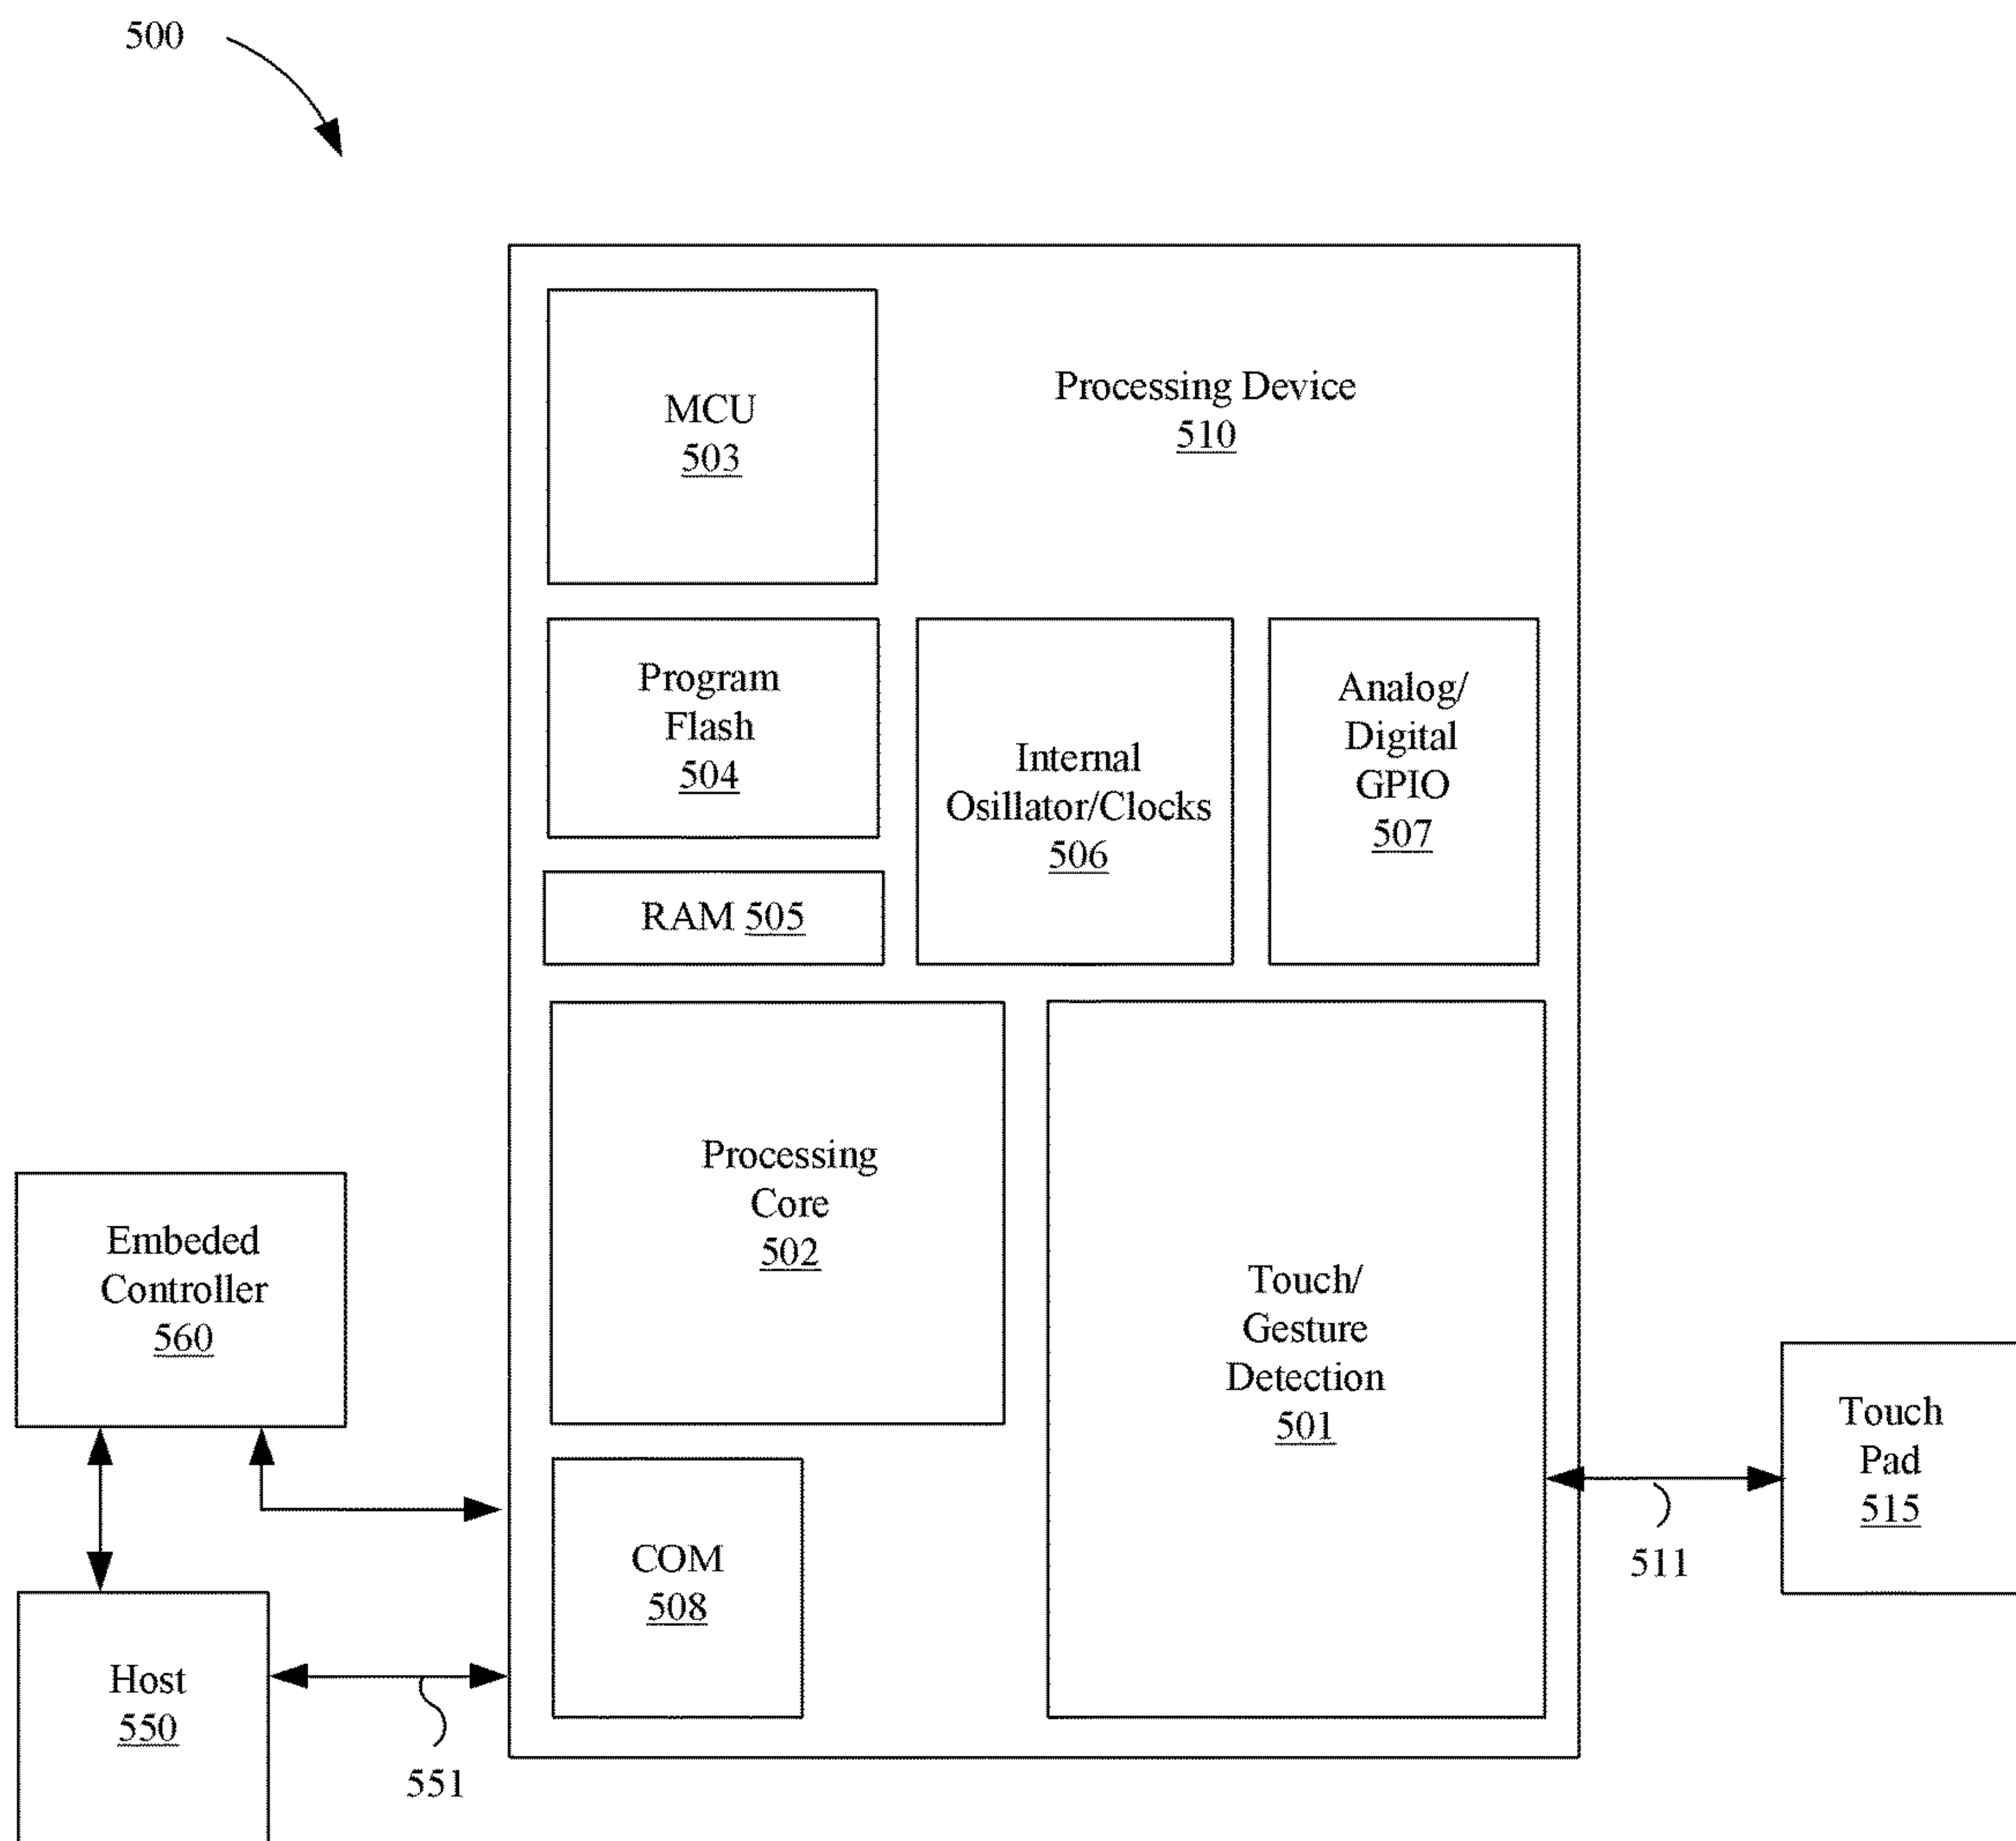 500
MCU
503
Processing Device
510
Program
Flash
504
Internal
Osillator/Clocks
506
Analog/
Digital
GPIO
507
RAM 505
Processing
Core
502
Touch/
Gesture
Detection
501
Embeded
Controller
560
Touch
Pad
515
511
COM
508
Host
550
551